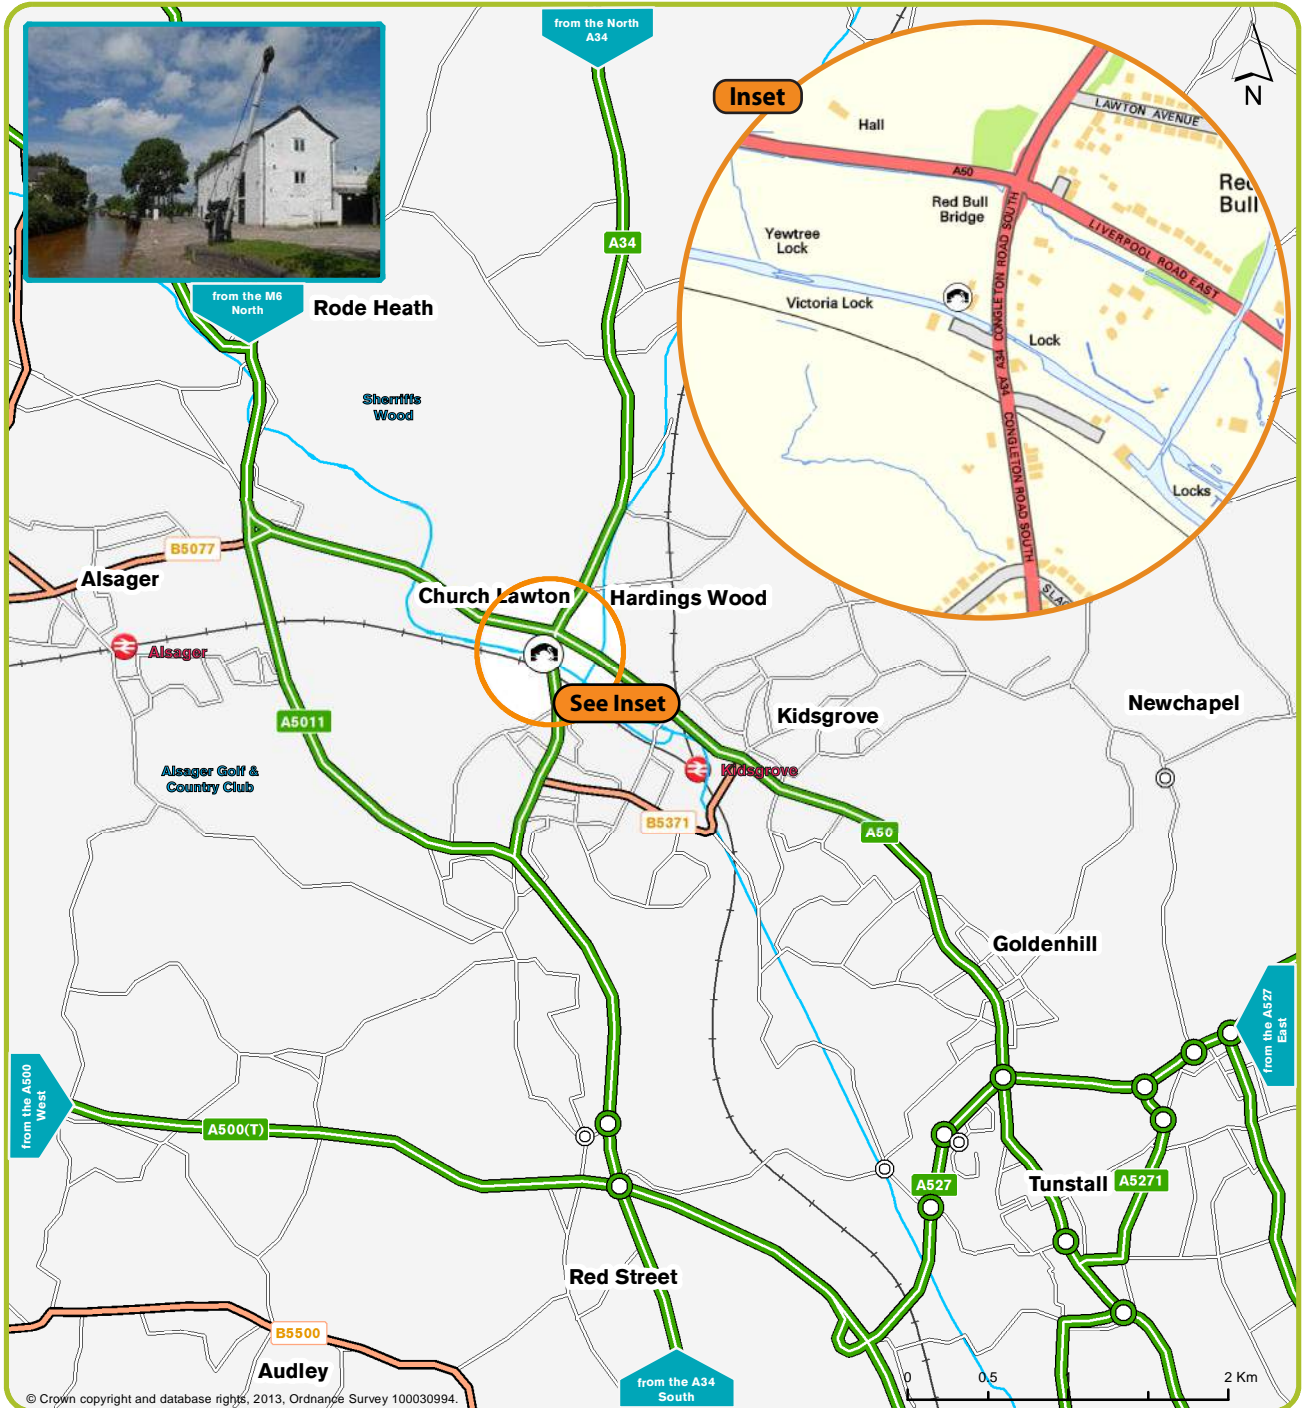 from the North
A34
Inset
N
Hall
LAWTON AVENUE
A50
Red Bull
Bridge
Red
Bull
LIVERPOOL ROAD EAST
Yewtree
Lock
Victoria Lock
A34 CONGLETON ROAD SOUTH
Lock
A34 CONGLETON ROAD SOUTH
Locks
A34
from the M6
North
Rode Heath
Sherriffs
Wood
B5077
Alsager
Church Lawton
Hardings Wood
Alsager
See Inset
A5011
Kidsgrove
Newchapel
Alsager Golf &
Country Club
Kidsgrove
B5371
A50
Goldenhill
from the A527
East
from the A500
West
A500(T)
A527
Tunstall
A5271
Red Street
B5500
Audley
from the A34
South
0
0.5
1
2 Km
© Crown copyright and database rights, 2013, Ordnance Survey 100030994.